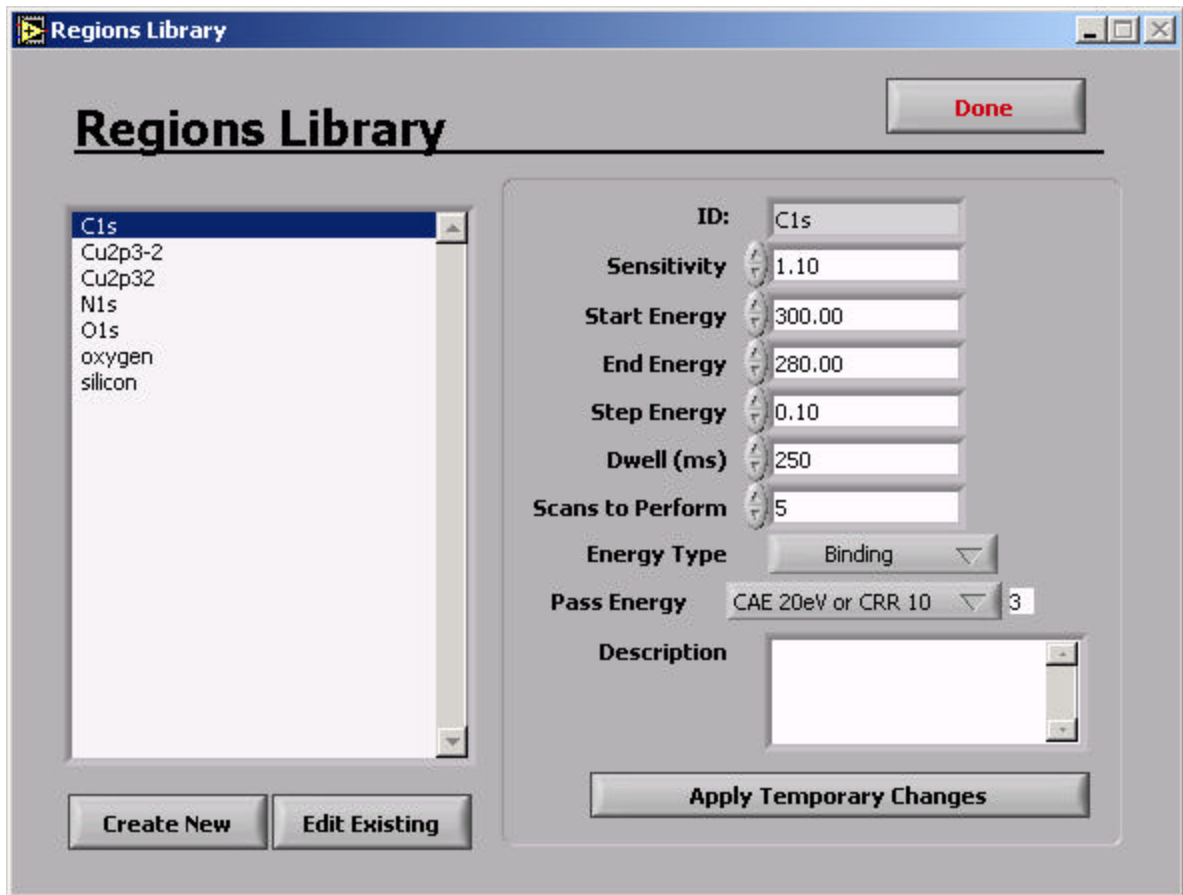 Regions Library
Regions Library
Done
C1s
Cu2p3-2
Cu2p32
N1s
O1s
oxygen
silicon
ID: C1s
Sensitivity 1.10
Start Energy 300.00
End Energy 280.00
Step Energy 0.10
Dwell (ms) 250
Scans to Perform 5
Energy Type Binding
Pass Energy CAE 20eV or CRR 10 3
Description
Apply Temporary Changes
Create New Edit Existing